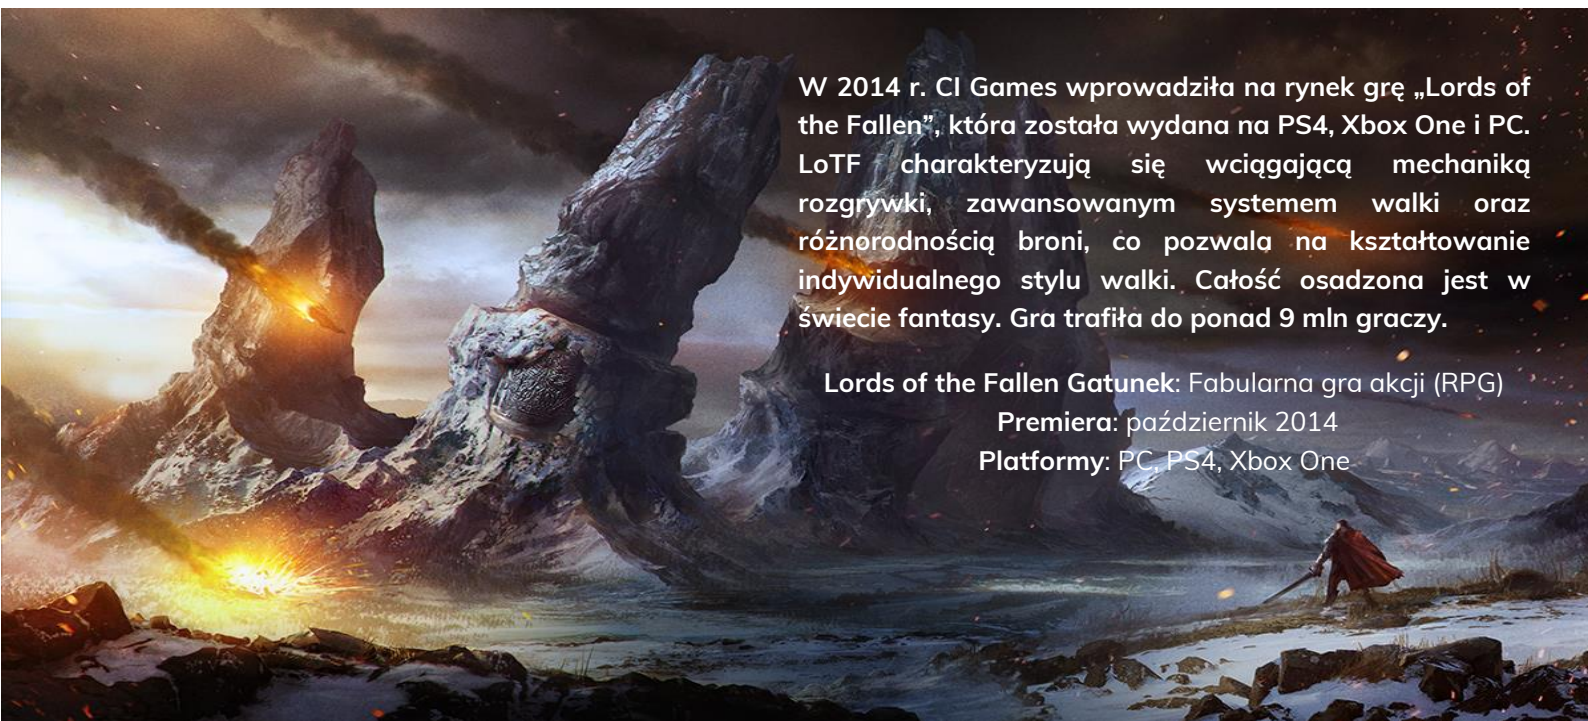 W 2014 r. CI Games wprowadziła na rynek grę „Lords of
the Fallen”, która została wydana na PS4, Xbox One i PC.
LoTF charakteryzują się wciągającą mechaniką
rozgrywki, zawansowanym systemem walki oraz
różnorodnością broni, co pozwala na kształtowanie
indywidualnego stylu walki. Całość osadzona jest w
świecie fantasy. Gra trafiła do ponad 9 mln graczy.
Lords of the Fallen Gatunek: Fabularna gra akcji (RPG)
Premiera: październik 2014
Platformy: PC, PS4, Xbox One